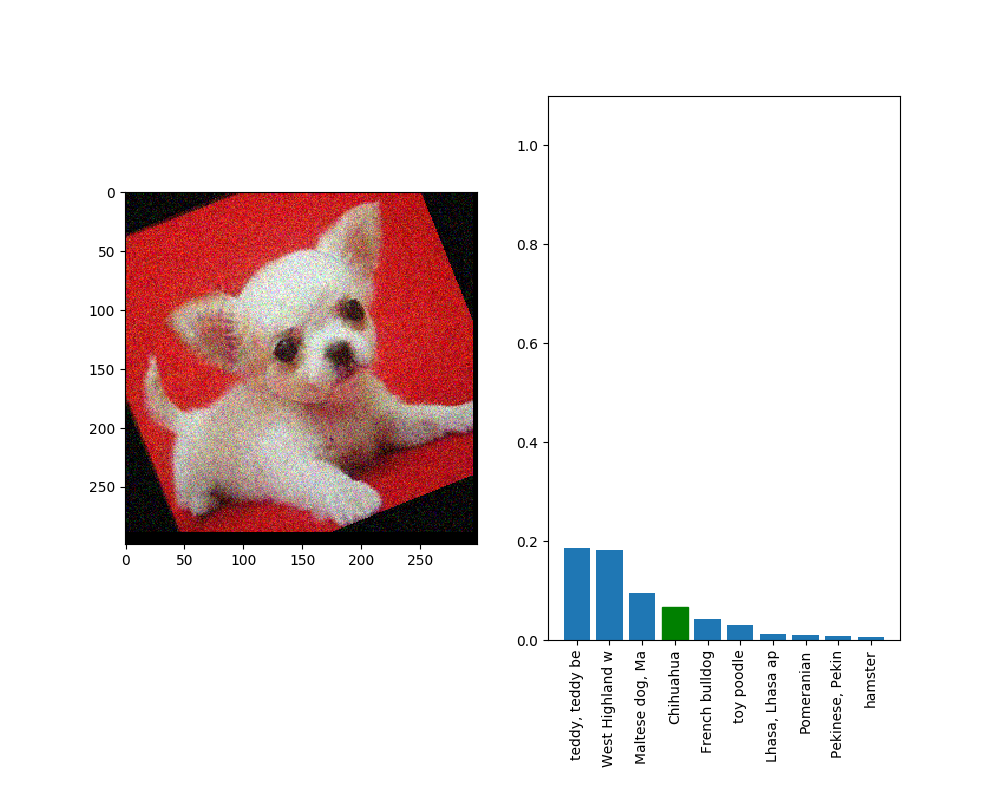 0
50
100
150
200
250
0 50 100 150 200 250
1.0
0.8
0.6
0.4
0.2
0.0
teddy, teddy be
West Highland w
Maltese dog, Ma
Chihuahua
French bulldog
toy poodle
Lhasa, Lhasa ap
Pomeranian
Pekinese, Pekin
hamster